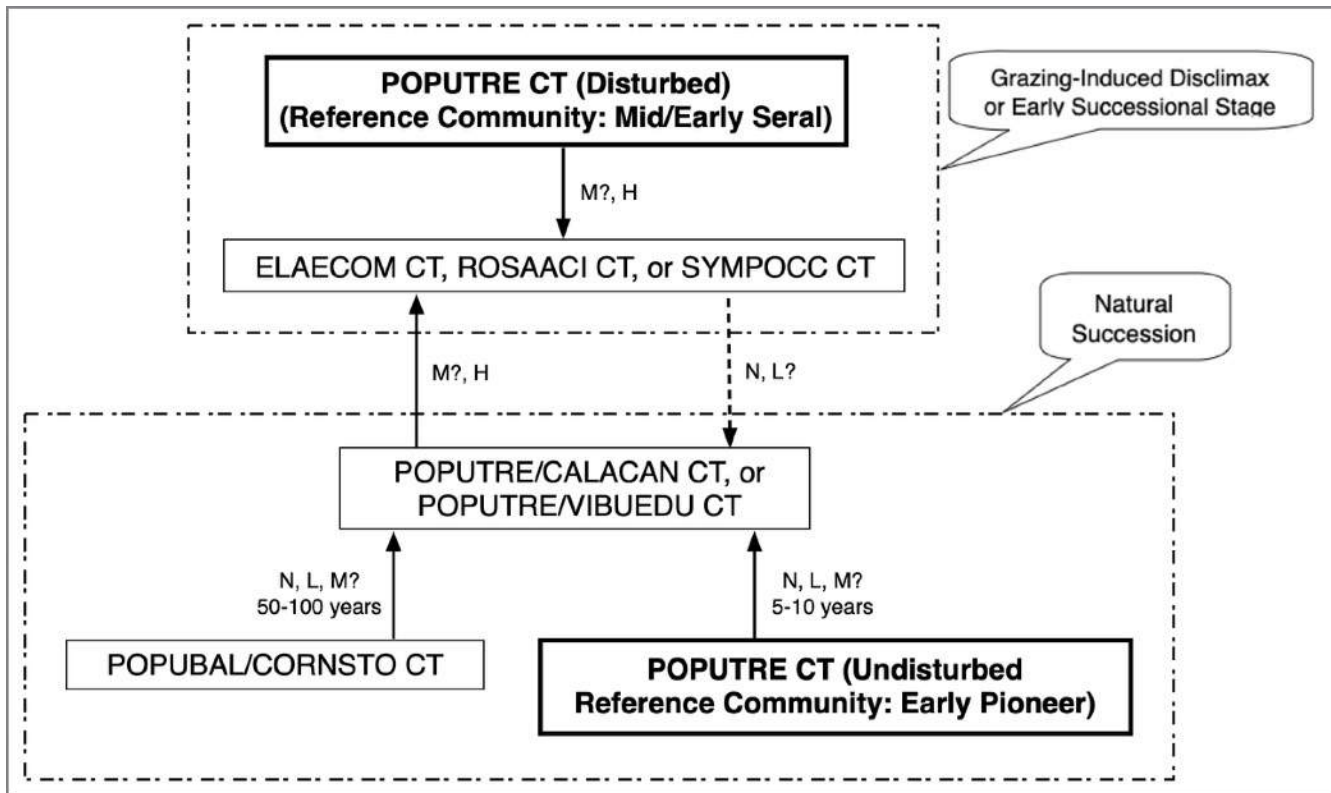 POPUTRE CT (Disturbed)
(Reference Community: Mid/Early Seral)
Grazing-Induced Disclimax
or Early Successional Stage
M?, H
ELAECOM CT, ROSAACI CT, or SYMPOCC CT
Natural
Succession
M?, H
N, L?
POPUTRE/CALACAN CT, or
POPUTRE/VIBUEDU CT
N, L, M?
50-100 years
N, L, M?
5-10 years
POPUBAL/CORNSTO CT
POPUTRE CT (Undisturbed
Reference Community: Early Pioneer)